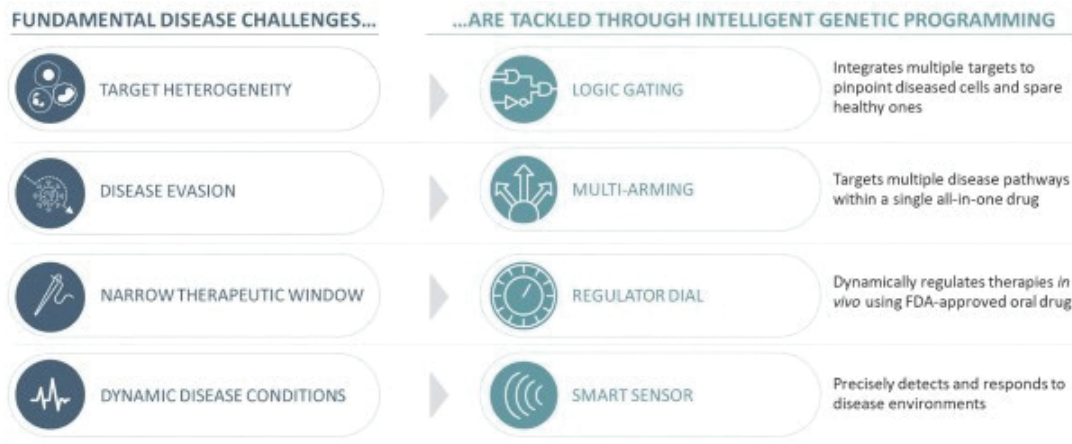 FUNDAMENTAL DISEASE CHALLENGES...
...ARE TACKLED THROUGH INTELLIGENT GENETIC PROGRAMMING
TARGET HETEROGENEITY
LOGIC GATING
Integrates multiple targets to
pinpoint diseased cells and spare
healthy ones
DISEASE EVASION
MULTI-ARMING
Targets multiple disease pathways
within a single all-in-one drug
NARROW THERAPEUTIC WINDOW
REGULATOR DIAL
Dynamically regulates therapies in
vivo using FDA-approved oral drug
DYNAMIC DISEASE CONDITIONS
SMART SENSOR
Precisely detects and responds to
disease environments